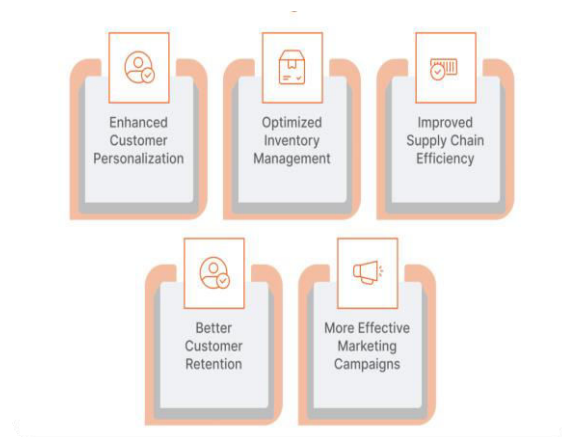 Enhanced
Customer
Personalization
Optimized
Inventory
Management
Improved
Supply Chain
Efficiency
Better
Customer
Retention
More Effective
Marketing
Campaigns